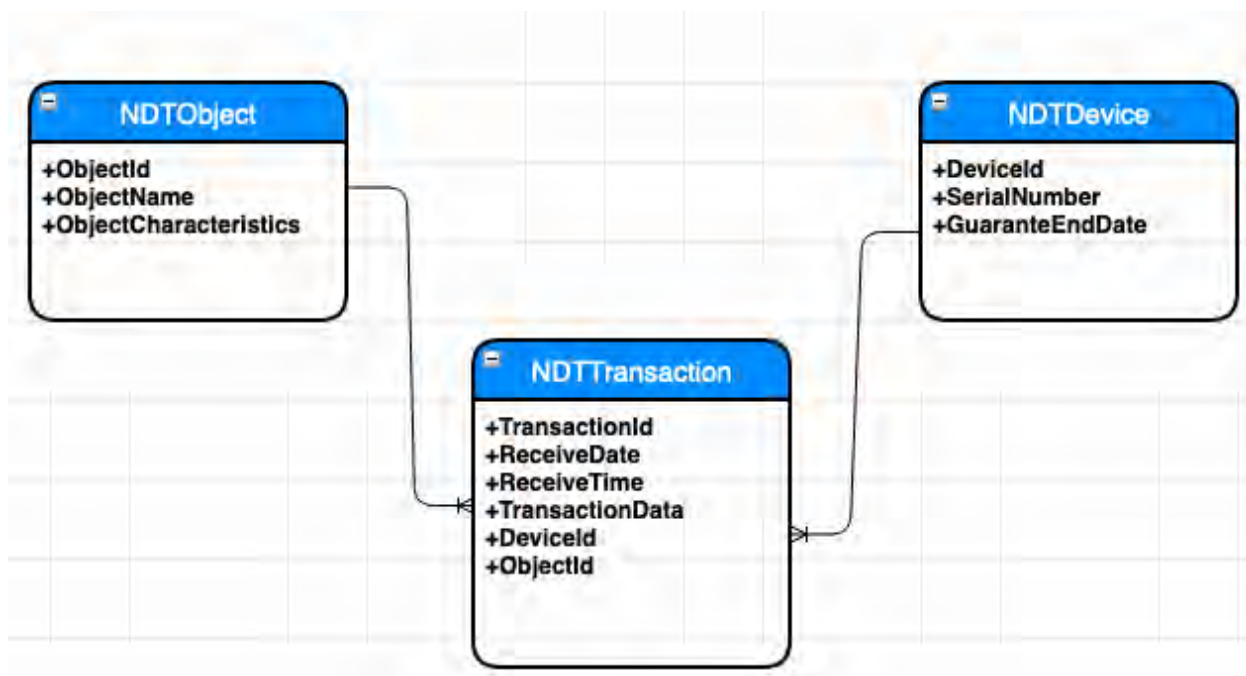 NDTObject
+ObjectId
+ObjectName
+ObjectCharacteristics
NDTDevice
+DeviceId
+SerialNumber
+GuaranteEndDate
NDTTransaction
+TransactionId
+ReceiveDate
+ReceiveTime
+TransactionData
+DeviceId
+ObjectId